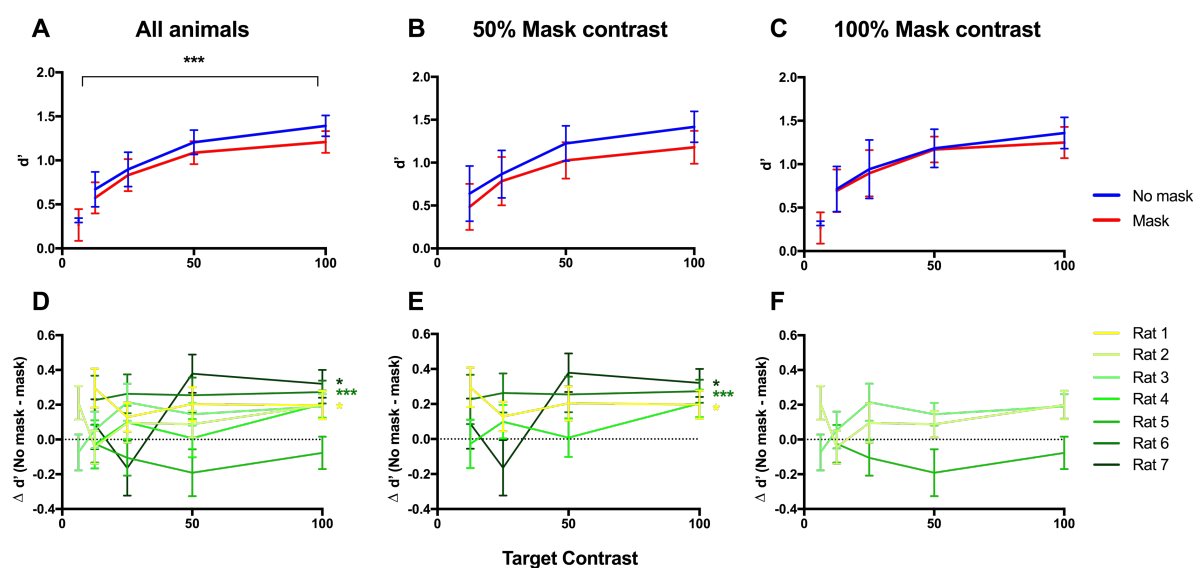 A All animals
B 50% Mask contrast
C 100% Mask contrast
***
2.0
1.5
1.0
0.5
0.0
d'
0 50 100
2.0
1.5
1.0
0.5
0.0
d'
0 50 100
2.0
1.5
1.0
0.5
0.0
d'
0 50 100
No mask
Mask
D
0.6
0.4
0.2
0.0
-0.2
-0.4
Δ d' (No mask - mask)
*
***
*
0 50 100
E
0.6
0.4
0.2
0.0
-0.2
-0.4
Δ d' (No mask - mask)
*
***
*
0 50 100
F
0.6
0.4
0.2
0.0
-0.2
-0.4
Δ d' (No mask - mask)
0 50 100
Rat 1
Rat 2
Rat 3
Rat 4
Rat 5
Rat 6
Rat 7
Target Contrast